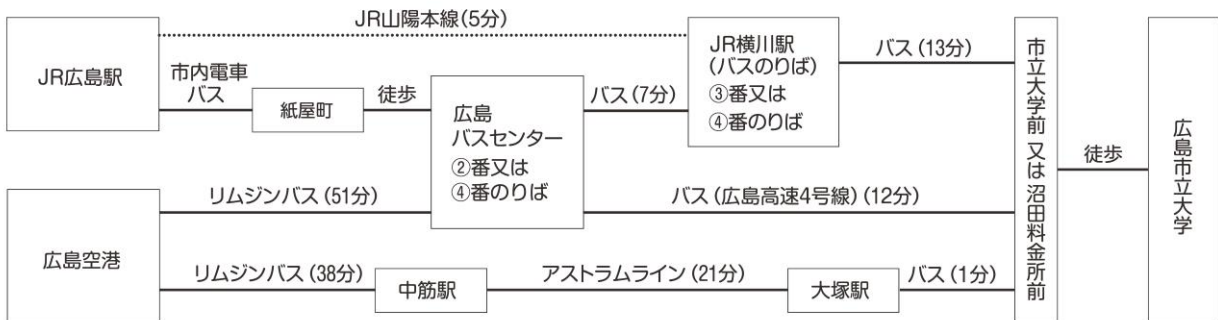 JR山陽本線(5分)
JR広島駅
市内電車
バス
紙屋町
徒歩
広島
バスセンター
②番又は
④番のりば
バス(7分)
JR横川駅
(バスのりば)
③番又は
④番のりば
バス(13分)
広島空港
リムジンバス(51分)
バス(広島高速4号線)(12分)
リムジンバス(38分)
中筋駅
アストラムライン(21分)
大塚駅
バス(1分)
市立大学前 又は 沼田料金所前
徒歩
広島市立大学